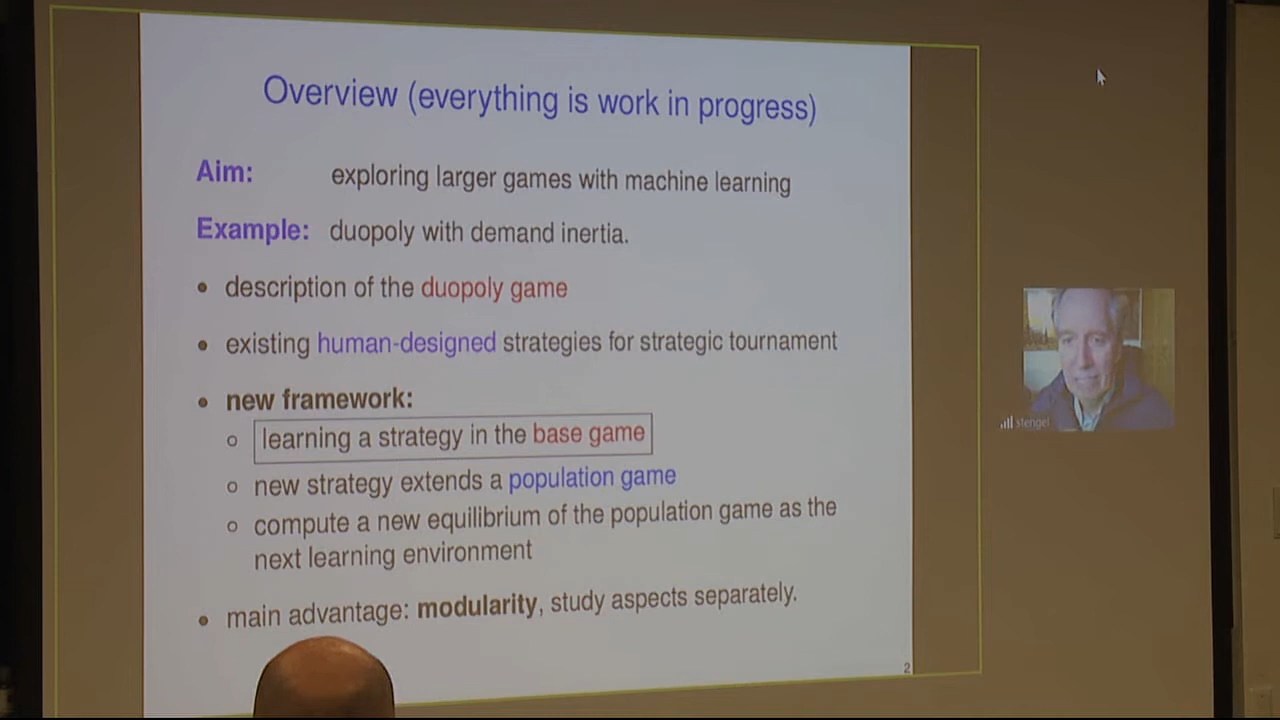 Overview (everything is work in progress)
Aim: exploring larger games with machine learning
Example: duopoly with demand inertia.
• description of the duopoly game
• existing human-designed strategies for strategic tournament
• new framework:
○ learning a strategy in the base game
○ new strategy extends a population game
○ compute a new equilibrium of the population game as the
next learning environment
• main advantage: modularity, study aspects separately.
2
stengel